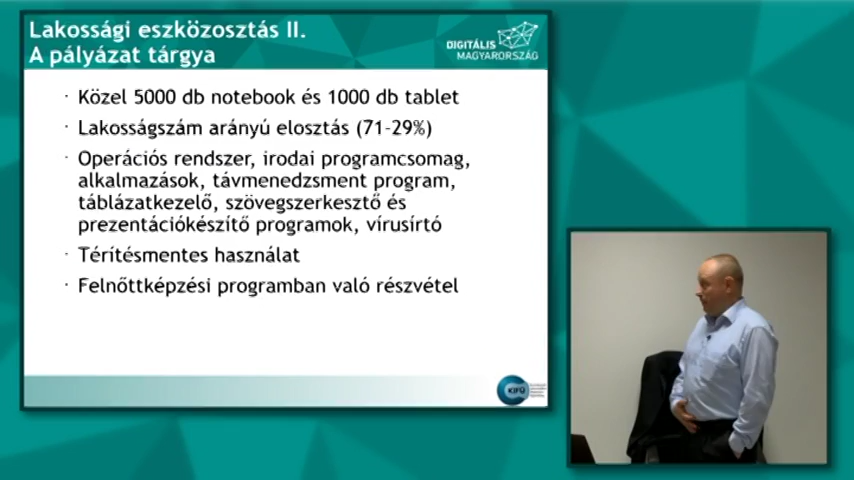 Lakossági eszközosztás II.
A pályázat tárgya
DIGITÁLIS
MAGYARORSZÁG
· Közel 5000 db notebook és 1000 db tablet
· Lakosságszám arányú elosztás (71-29%)
· Operációs rendszer, irodai programcsomag,
alkalmazások, távmenedzsment program,
táblázatkezelő, szövegszerkesztő és
prezentációkészítő programok, vírusírtó
· Térítésmentes használat
· Felnőttképzési programban való részvétel
KIFÜ